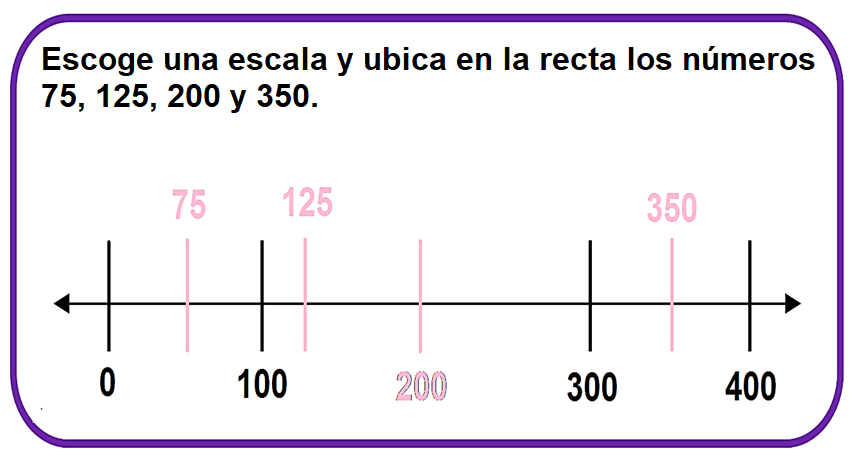 Escoge una escala y ubica en la recta los números
75, 125, 200 y 350.
75 125 350
0 100 200 300 400